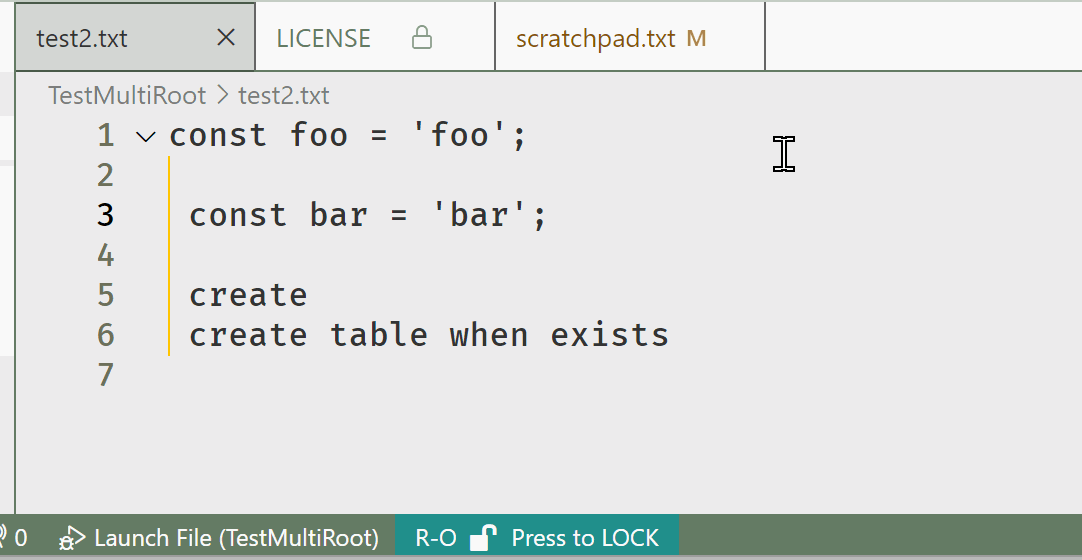 test2.txt LICENSE scratchpad.txt M
TestMultiRoot > test2.txt
1 const foo = 'foo';
2
3 const bar = 'bar';
4
5 create
6 create table when exists
7
0 Launch File (TestMultiRoot) R-O Press to LOCK